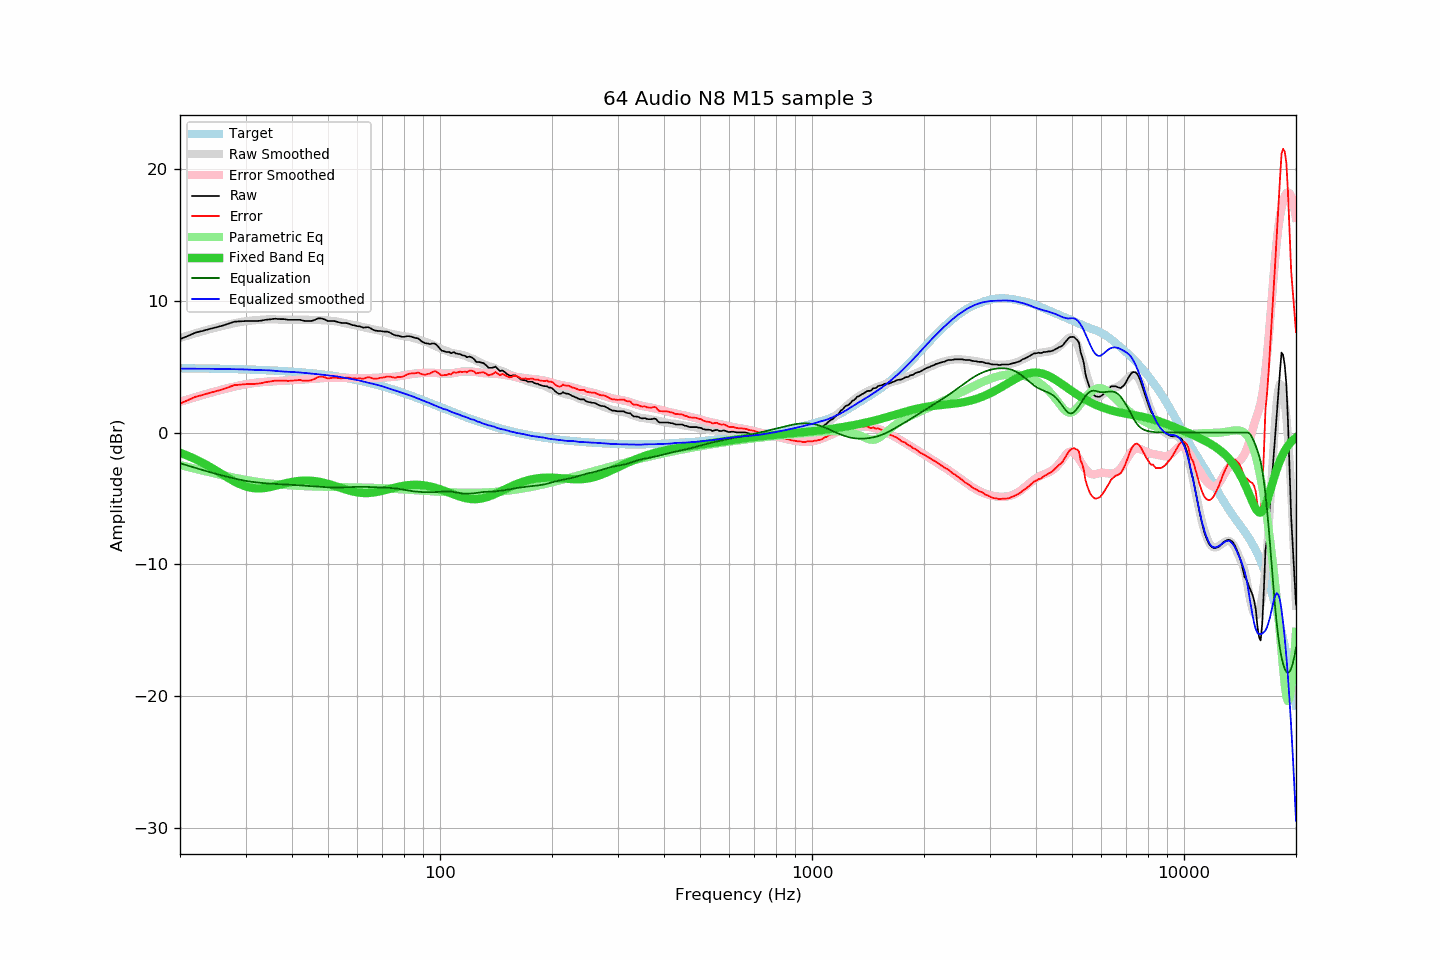 64 Audio N8 M15 sample 3
Target
Raw Smoothed
Error Smoothed
Raw
Error
Parametric Eq
Fixed Band Eq
Equalization
Equalized smoothed
Amplitude (dBr)
20
10
0
−10
−20
−30
100
1000
10000
Frequency (Hz)